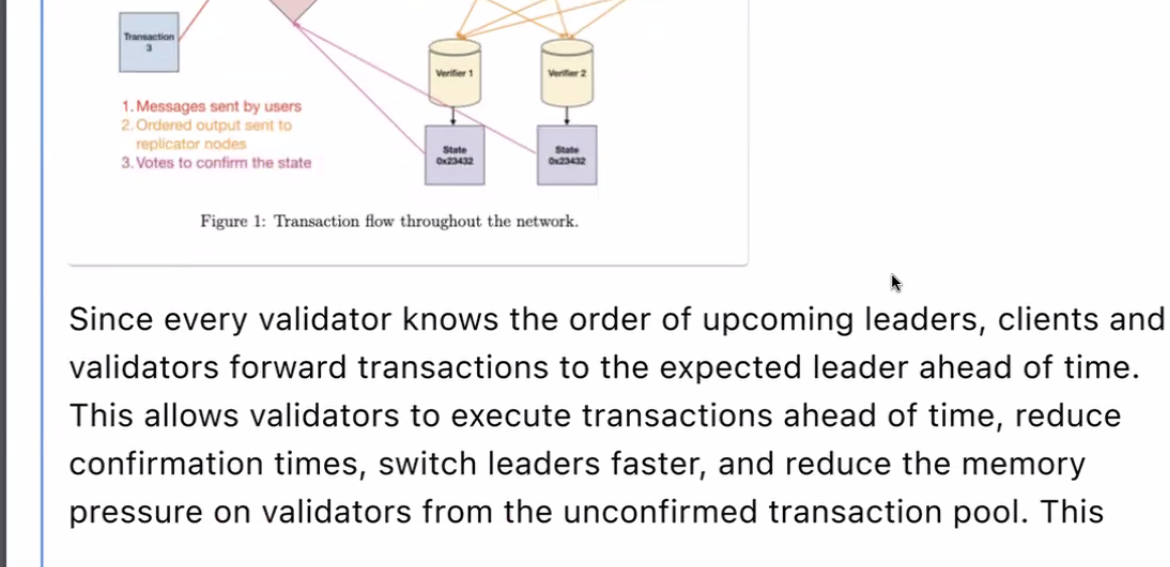 Transaction
3
Verifier 1
Verifier 2
1. Messages sent by users
2. Ordered output sent to
replicator nodes
3. Votes to confirm the state
State
0x23432
State
0x23432
Figure 1: Transaction flow throughout the network.
Since every validator knows the order of upcoming leaders, clients and
validators forward transactions to the expected leader ahead of time.
This allows validators to execute transactions ahead of time, reduce
confirmation times, switch leaders faster, and reduce the memory
pressure on validators from the unconfirmed transaction pool. This